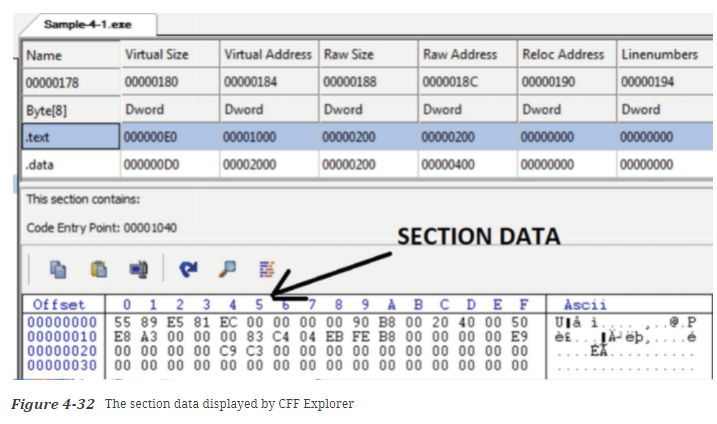 Sample-4-1.exe
Name Virtual Size Virtual Address Raw Size Raw Address Reloc Address Linenumbers
00000178 00000180 00000184 00000188 0000018C 00000190 00000194
Byte[8] Dword Dword Dword Dword Dword Dword
.text 000000E0 00001000 00000200 00000200 00000000 00000000
.data 000000D0 00002000 00000200 00000400 00000000 00000000
This section contains:
Code Entry Point: 00001040
SECTION DATA
Offset 0 1 2 3 4 5 6 7 8 9 A B C D E F Ascii
00000000 55 89 E5 81 EC 00 00 00 00 90 B8 00 20 40 00 50 U‖å ì.... ,. @.P
00000010 E8 A3 00 00 00 83 C4 04 EB FE B8 00 00 00 00 E9 è£...‖Ä┘ëþ,....é
00000020 00 00 00 00 C9 C3 00 00 00 00 00 00 00 00 00 00 ....ÉÃ..........
00000030 00 00 00 00 00 00 00 00 00 00 00 00 00 00 00 00 ................
Figure 4-32 The section data displayed by CFF Explorer